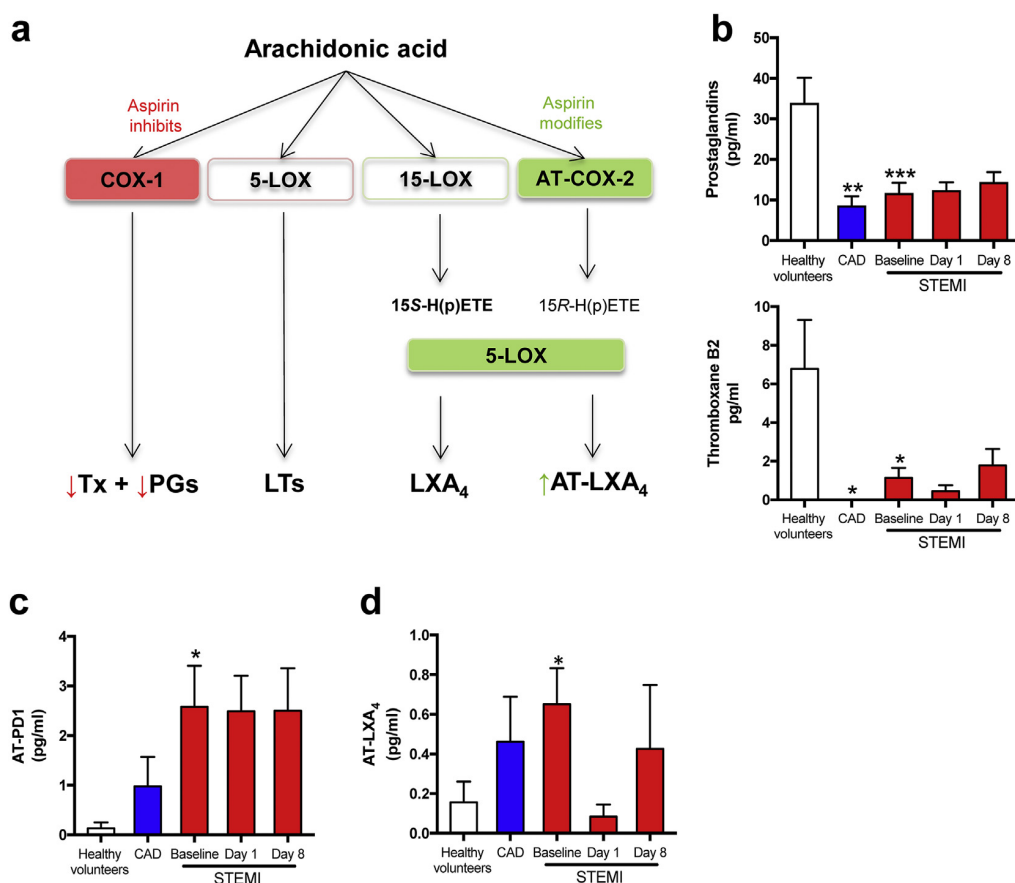 a
Arachidonic acid
Aspirin
inhibits
Aspirin
modifies
COX-1
5-LOX
15-LOX
AT-COX-2
15S-H(p)ETE
15R-H(p)ETE
5-LOX
↓Tx + ↓PGs
LTs
LXA₄
↑AT-LXA₄
b
Prostaglandins
(pg/ml)
50
40
30
20
10
0
**
***
Healthy
volunteers
CAD
Baseline
Day 1
Day 8
STEMI
Thromboxane B2
pg/ml
10
8
6
4
2
0
*
*
Healthy
volunteers
CAD
Baseline
Day 1
Day 8
STEMI
c
AT-PD1
(pg/ml)
4
3
2
1
0
*
Healthy
volunteers
CAD
Baseline
Day 1
Day 8
STEMI
d
AT-LXA₄
(pg/ml)
1.0
0.8
0.6
0.4
0.2
0.0
*
Healthy
volunteers
CAD
Baseline
Day 1
Day 8
STEMI